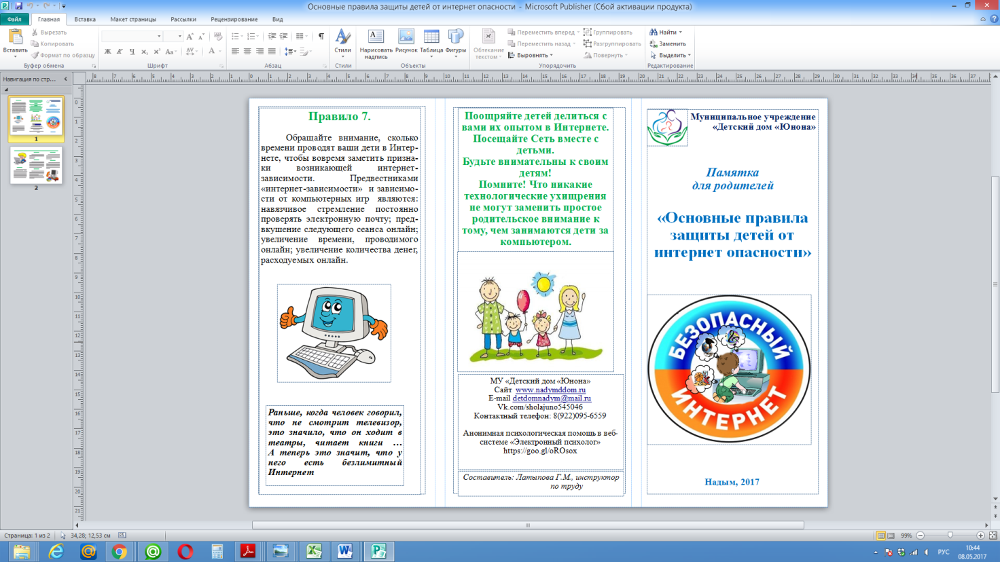 Основные правила защиты детей от интернет опасности - Microsoft Publisher (Сбой активации продукта)
Файл Главная Вставка Макет страницы Рассылки Рецензирование Вид
Вставить
Вырезать
Копировать
Формат по образцу
Буфер обмена
Ж К Ч
Шрифт
Абзац
Стили
Стили
Нарисовать надпись
Рисунок
Таблица
Фигуры
Объекты
Обтекание текстом
Переместить вперед
Переместить назад
Выровнять
Группировать
Разгруппировать
Повернуть
Упорядочить
Найти
Заменить
Выделить
Редактирование
Навигация по стр...
1
2
Правило 7.
Обращайте внимание, сколько
времени проводят ваши дети в Интер-
нете, чтобы вовремя заметить призна-
ки возникающей интернет-
зависимости. Предвестниками
«интернет-зависимости» и зависимо-
сти от компьютерных игр являются:
навязчивое стремление постоянно
проверять электронную почту; пред-
вкушение следующего сеанса онлайн;
увеличение времени, проводимого
онлайн; увеличение количества денег,
расходуемых онлайн.
Раньше, когда человек говорил,
что не смотрит телевизор,
это значило, что он ходит в
театры, читает книги …
А теперь это значит, что у
него есть безлимитный
Интернет
Поощряйте детей делиться с
вами их опытом в Интернете.
Посещайте Сеть вместе с
детьми.
Будьте внимательны к своим
детям!
Помните! Что никакие
технологические ухищрения
не могут заменить простое
родительское внимание к
тому, чем занимаются дети за
компьютером.
МУ «Детский дом «Юнона»
Сайт www.nadymddom.ru
E-mail detdomnadym@mail.ru
Vk.com/sholajuno545046
Контактный телефон: 8(922)095-6559
Анонимная психологическая помощь в веб-
системе «Электронный психолог»
https://goo.gl/oROsox
Составитель: Латыпова Г.М., инструктор
по труду
Муниципальное учреждение
«Детский дом «Юнона»
Памятка
для родителей
«Основные правила
защиты детей от
интернет опасности»
БЕЗОПАСНЫЙ
ИНТЕРНЕТ
Надым, 2017
Страница: 1 из 2
34,28; 12,53 см
99%
РУС
10:44
08.05.2017